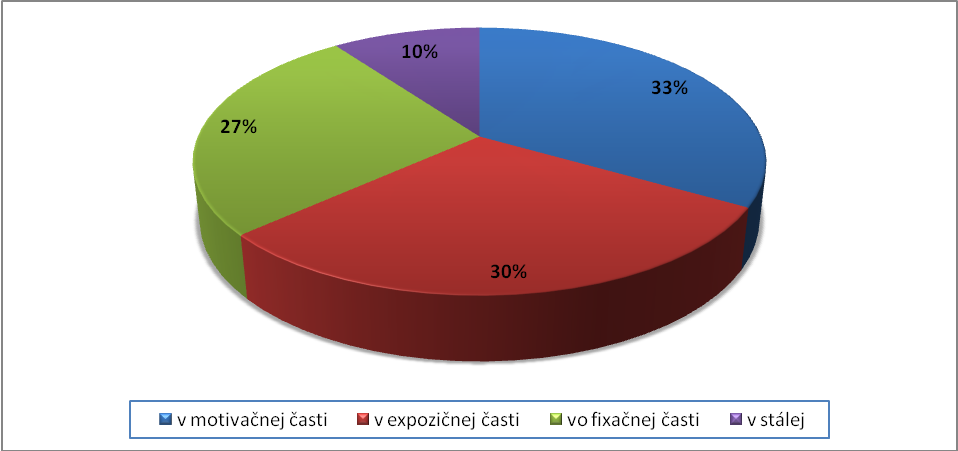 10%
33%
27%
30%
v motivačnej časti v expozičnej časti vo fixačnej časti v stálej